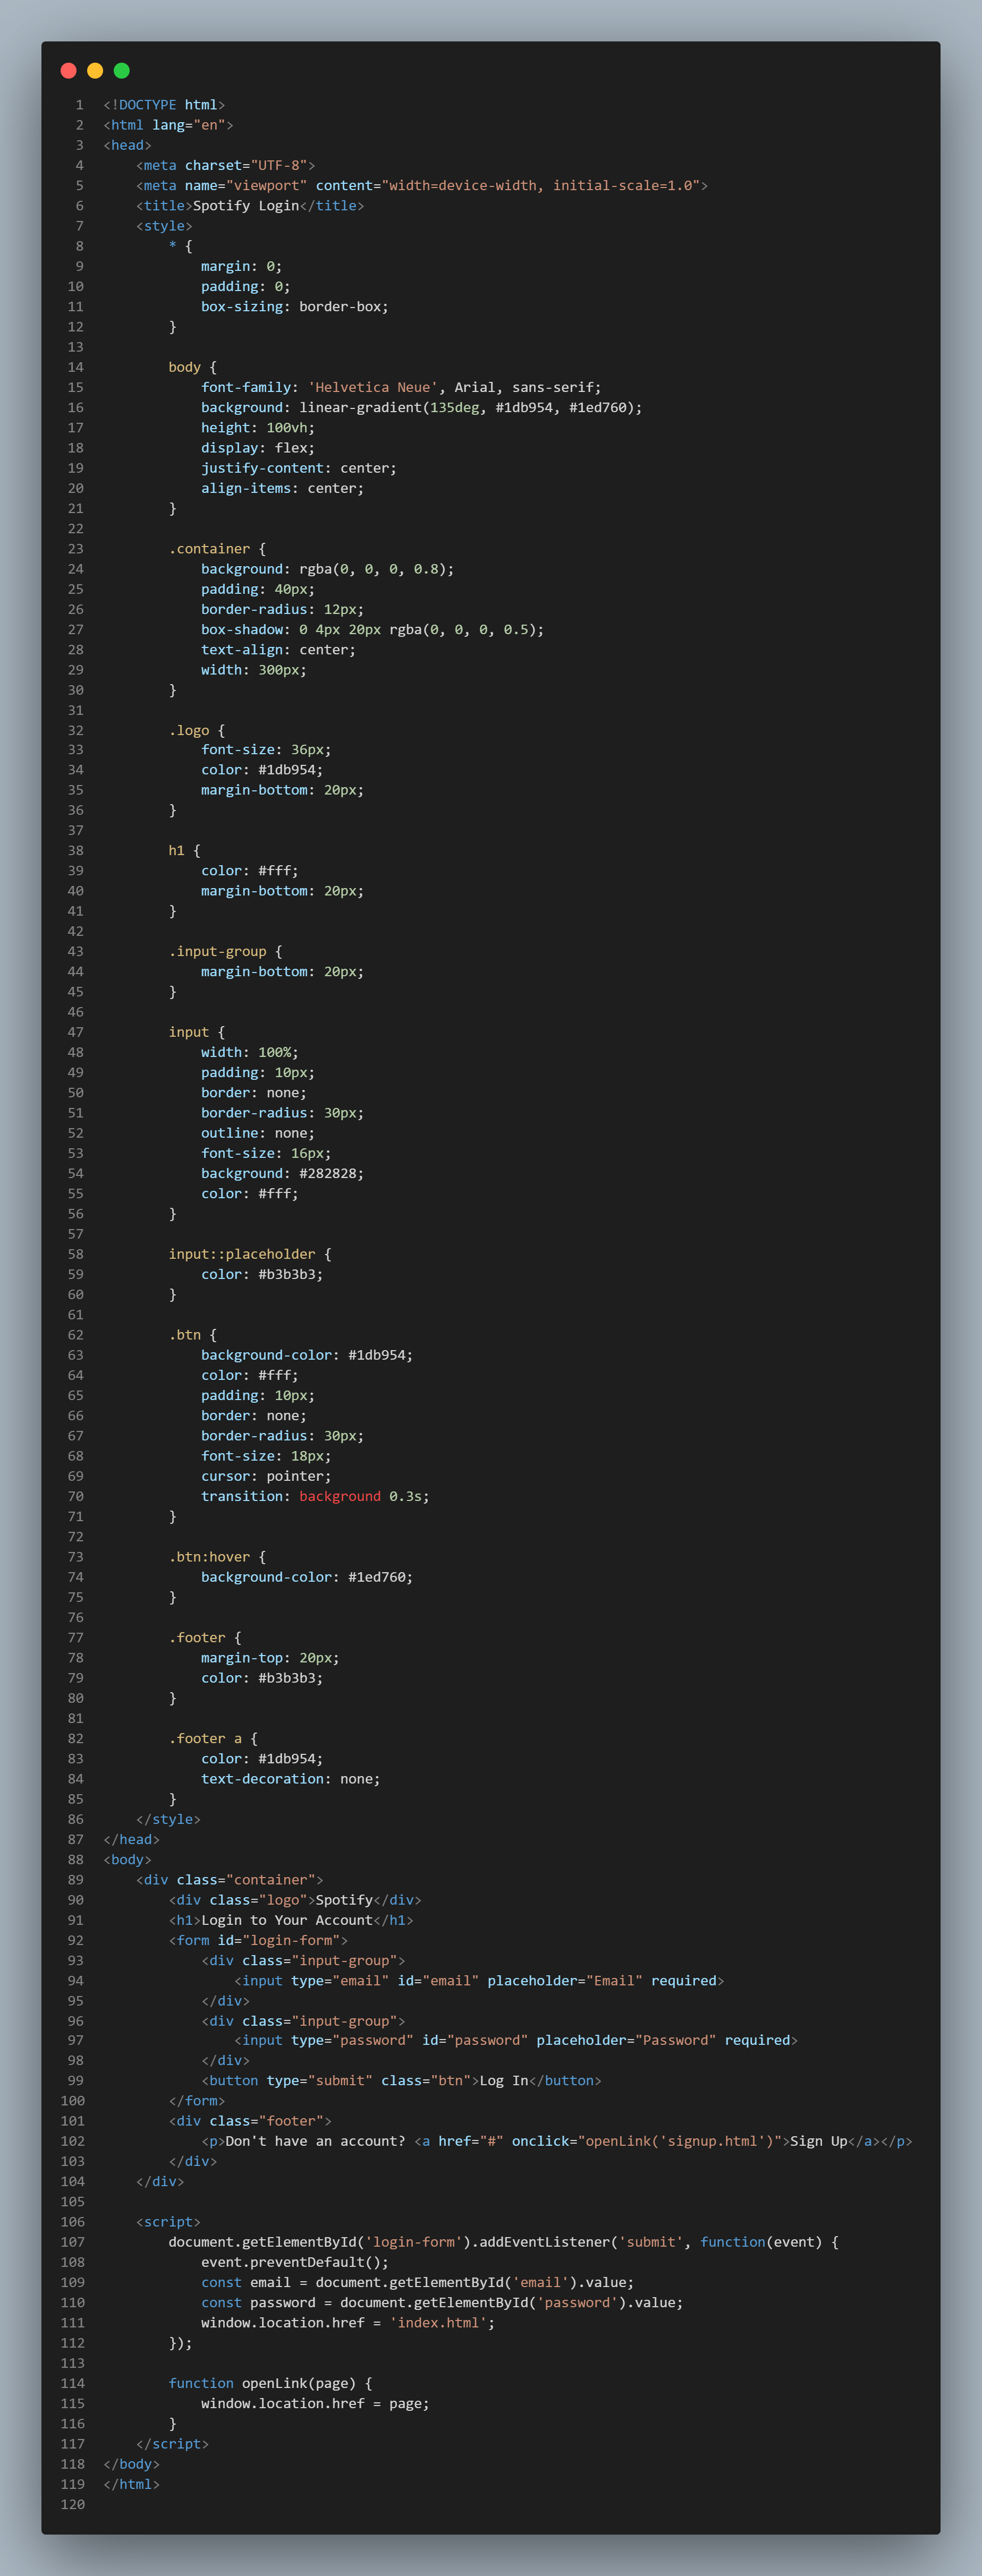 1 <!DOCTYPE html>
2 <html lang="en">
3 <head>
4     <meta charset="UTF-8">
5     <meta name="viewport" content="width=device-width, initial-scale=1.0">
6     <title>Spotify Login</title>
7     <style>
8         * {
9             margin: 0;
10             padding: 0;
11             box-sizing: border-box;
12         }
13
14         body {
15             font-family: 'Helvetica Neue', Arial, sans-serif;
16             background: linear-gradient(135deg, #1db954, #1ed760);
17             height: 100vh;
18             display: flex;
19             justify-content: center;
20             align-items: center;
21         }
22
23         .container {
24             background: rgba(0, 0, 0, 0.8);
25             padding: 40px;
26             border-radius: 12px;
27             box-shadow: 0 4px 20px rgba(0, 0, 0, 0.5);
28             text-align: center;
29             width: 300px;
30         }
31
32         .logo {
33             font-size: 36px;
34             color: #1db954;
35             margin-bottom: 20px;
36         }
37
38         h1 {
39             color: #fff;
40             margin-bottom: 20px;
41         }
42
43         .input-group {
44             margin-bottom: 20px;
45         }
46
47         input {
48             width: 100%;
49             padding: 10px;
50             border: none;
51             border-radius: 30px;
52             outline: none;
53             font-size: 16px;
54             background: #282828;
55             color: #fff;
56         }
57
58         input::placeholder {
59             color: #b3b3b3;
60         }
61
62         .btn {
63             background-color: #1db954;
64             color: #fff;
65             padding: 10px;
66             border: none;
67             border-radius: 30px;
68             font-size: 18px;
69             cursor: pointer;
70             transition: background 0.3s;
71         }
72
73         .btn:hover {
74             background-color: #1ed760;
75         }
76
77         .footer {
78             margin-top: 20px;
79             color: #b3b3b3;
80         }
81
82         .footer a {
83             color: #1db954;
84             text-decoration: none;
85         }
86     </style>
87 </head>
88 <body>
89     <div class="container">
90         <div class="logo">Spotify</div>
91         <h1>Login to Your Account</h1>
92         <form id="login-form">
93             <div class="input-group">
94                 <input type="email" id="email" placeholder="Email" required>
95             </div>
96             <div class="input-group">
97                 <input type="password" id="password" placeholder="Password" required>
98             </div>
99             <button type="submit" class="btn">Log In</button>
100         </form>
101         <div class="footer">
102             <p>Don't have an account? <a href="#" onclick="openLink('signup.html')">Sign Up</a></p>
103         </div>
104     </div>
105
106     <script>
107         document.getElementById('login-form').addEventListener('submit', function(event) {
108             event.preventDefault();
109             const email = document.getElementById('email').value;
110             const password = document.getElementById('password').value;
111             window.location.href = 'index.html';
112         });
113
114         function openLink(page) {
115             window.location.href = page;
116         }
117     </script>
118 </body>
119 </html>
120